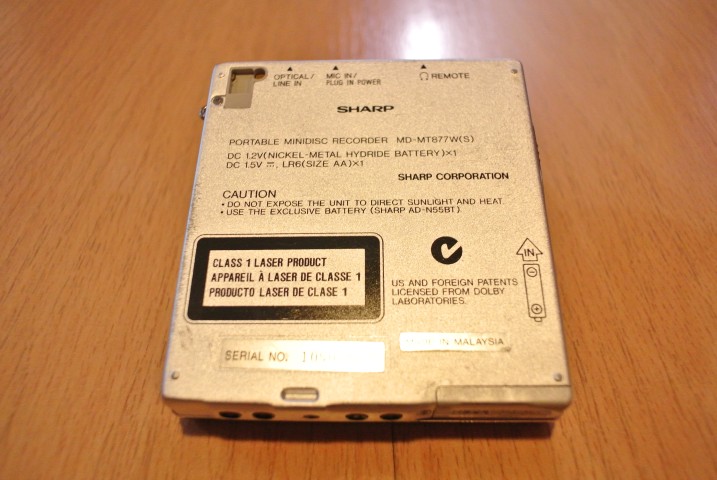 OPTICAL/
LINE IN
MIC IN/
PLUG IN POWER
REMOTE
SHARP
PORTABLE MINIDISC RECORDER MD-MT877W(S)
DC 1.2V(NICKEL-METAL HYDRIDE BATTERY)×1
DC 1.5V ⎓, LR6(SIZE AA)×1
SHARP CORPORATION
CAUTION
• DO NOT EXPOSE THE UNIT TO DIRECT SUNLIGHT AND HEAT.
• USE THE EXCLUSIVE BATTERY (SHARP AD-N55BT).
CLASS 1 LASER PRODUCT
APPAREIL À LASER DE CLASSE 1
PRODUCTO LASER DE CLASE 1
IN
US AND FOREIGN PATENTS
LICENSED FROM DOLBY
LABORATORIES.
MADE IN MALAYSIA
SERIAL NO.